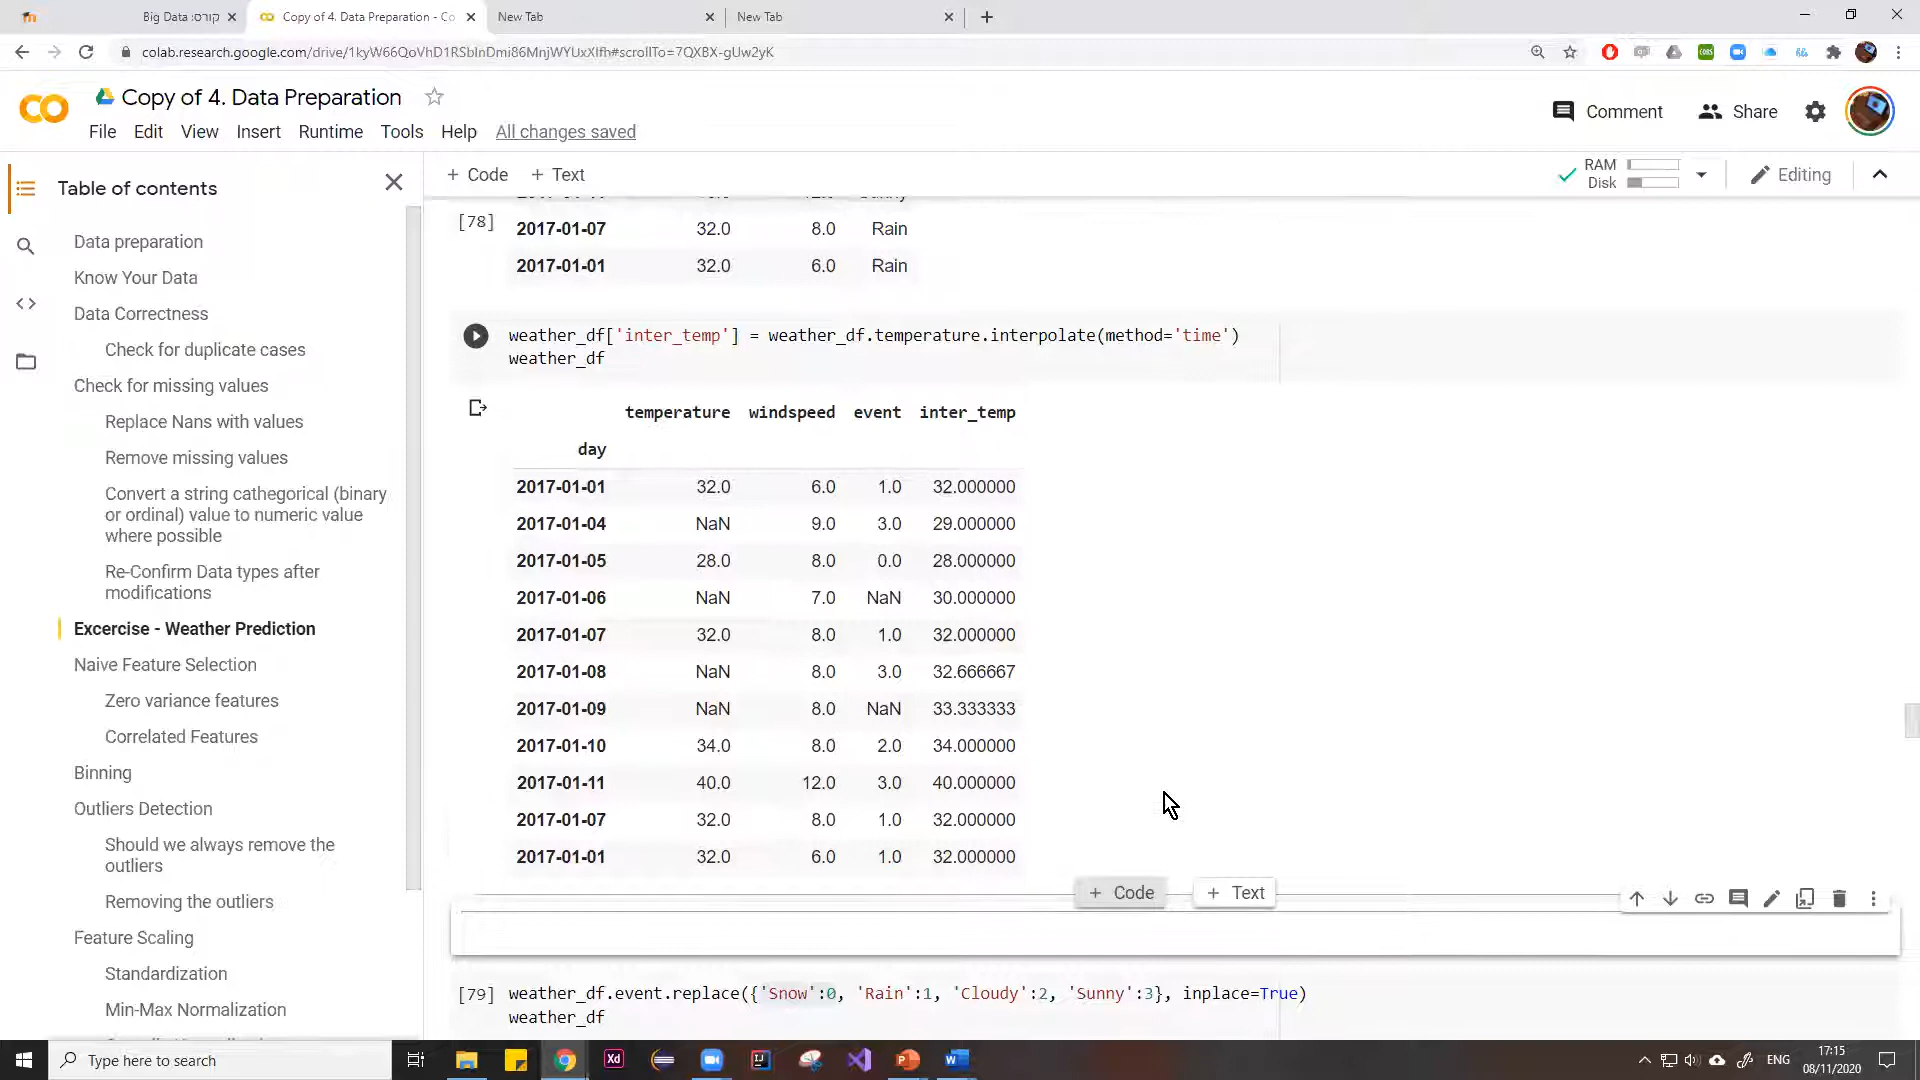 Big Data :קורס
Copy of 4. Data Preparation - Co
New Tab
New Tab
colab.research.google.com/drive/1kyW66QoVhD1RSblnDmi86MnjWYUxXlfh#scrollTo=7QXBX-gUw2yK
Copy of 4. Data Preparation
Comment
Share
File Edit View Insert Runtime Tools Help All changes saved
Table of contents
+ Code + Text
RAM
Disk
Editing
Data preparation
Know Your Data
Data Correctness
Check for duplicate cases
Check for missing values
Replace Nans with values
Remove missing values
Convert a string cathegorical (binary
or ordinal) value to numeric value
where possible
Re-Confirm Data types after
modifications
Excercise - Weather Prediction
Naive Feature Selection
Zero variance features
Correlated Features
Binning
Outliers Detection
Should we always remove the
outliers
Removing the outliers
Feature Scaling
Standardization
Min-Max Normalization
[78]
2017-01-07 32.0 8.0 Rain
2017-01-01 32.0 6.0 Rain
weather_df['inter_temp'] = weather_df.temperature.interpolate(method='time')
weather_df
temperature windspeed event inter_temp
day
2017-01-01 32.0 6.0 1.0 32.000000
2017-01-04 NaN 9.0 3.0 29.000000
2017-01-05 28.0 8.0 0.0 28.000000
2017-01-06 NaN 7.0 NaN 30.000000
2017-01-07 32.0 8.0 1.0 32.000000
2017-01-08 NaN 8.0 3.0 32.666667
2017-01-09 NaN 8.0 NaN 33.333333
2017-01-10 34.0 8.0 2.0 34.000000
2017-01-11 40.0 12.0 3.0 40.000000
2017-01-07 32.0 8.0 1.0 32.000000
2017-01-01 32.0 6.0 1.0 32.000000
+ Code + Text
[79] weather_df.event.replace({'Snow':0, 'Rain':1, 'Cloudy':2, 'Sunny':3}, inplace=True)
weather_df
Type here to search
Xd
ENG
17:15
08/11/2020